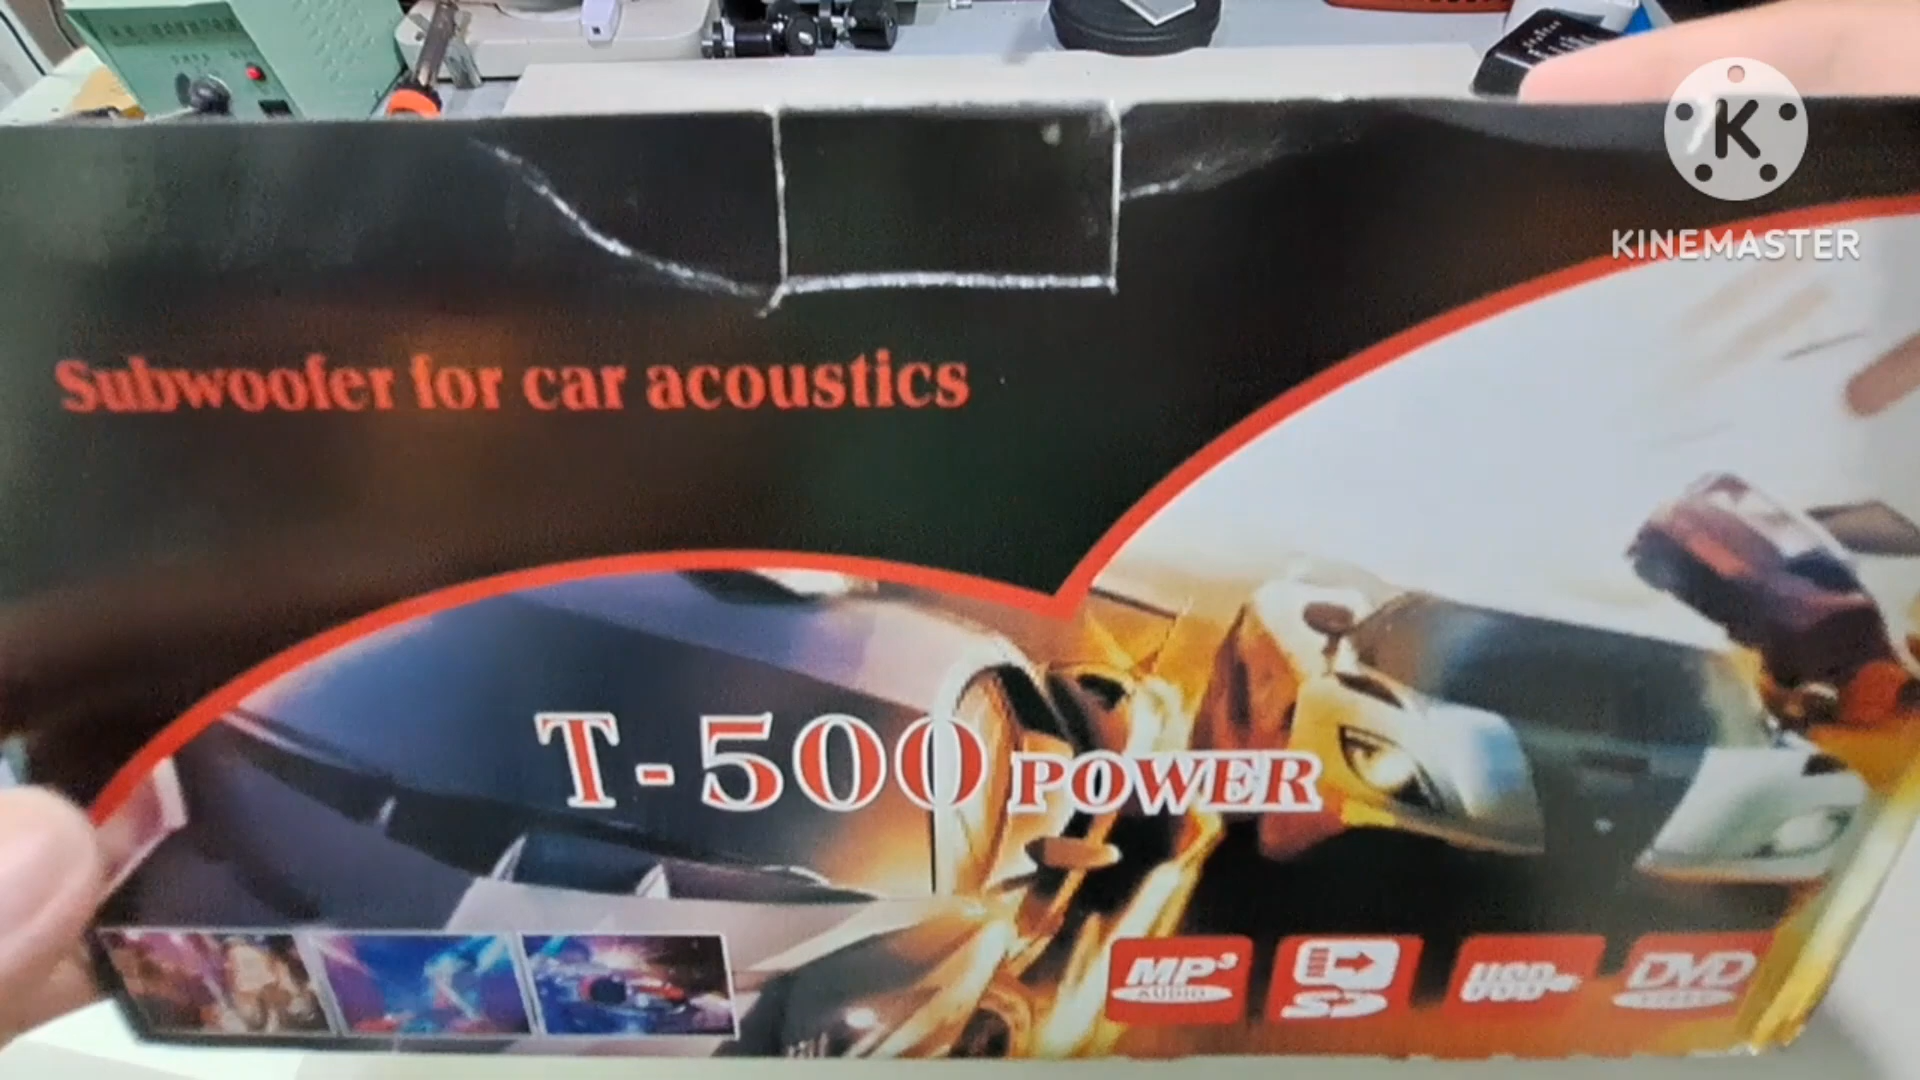 KINEMASTER
Subwoofer for car acoustics
T-500 POWER
MP3
AUDIO
SD
USB
DVD